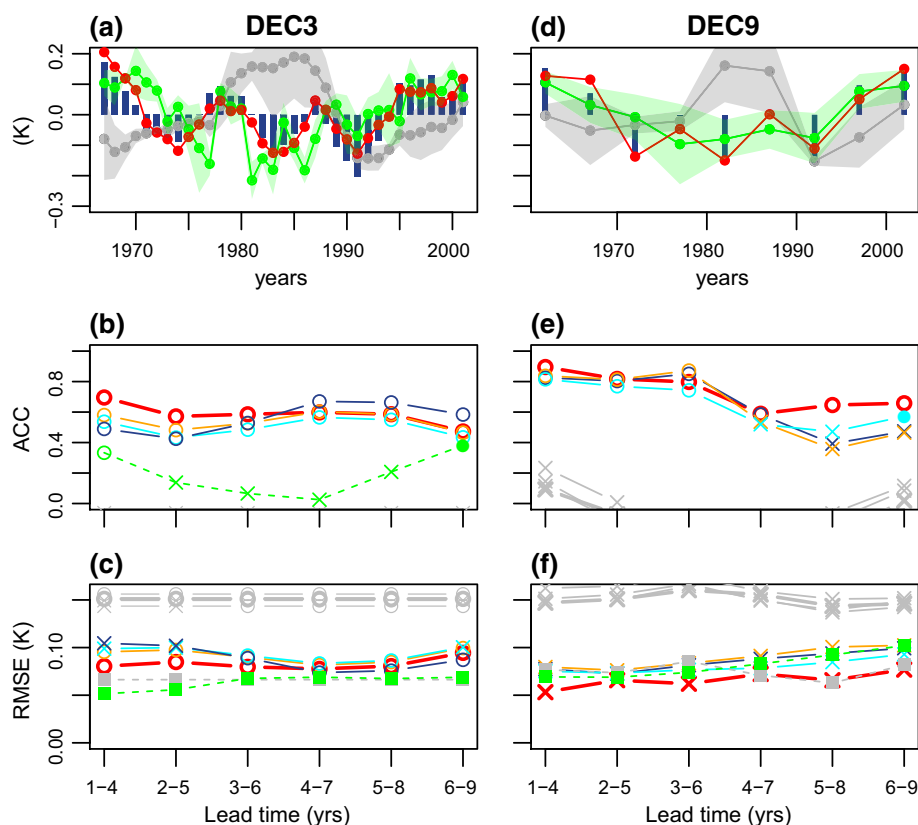 (a) DEC3
(d) DEC9
0.2
0.0
−0.3
(K)
1970 1980 1990 2000
years
1970 1980 1990 2000
years
(b)
(e)
0.8
0.4
0.0
ACC
(c)
(f)
0.10
0.00
RMSE (K)
1−4 2−5 3−6 4−7 5−8 6−9
Lead time (yrs)
1−4 2−5 3−6 4−7 5−8 6−9
Lead time (yrs)